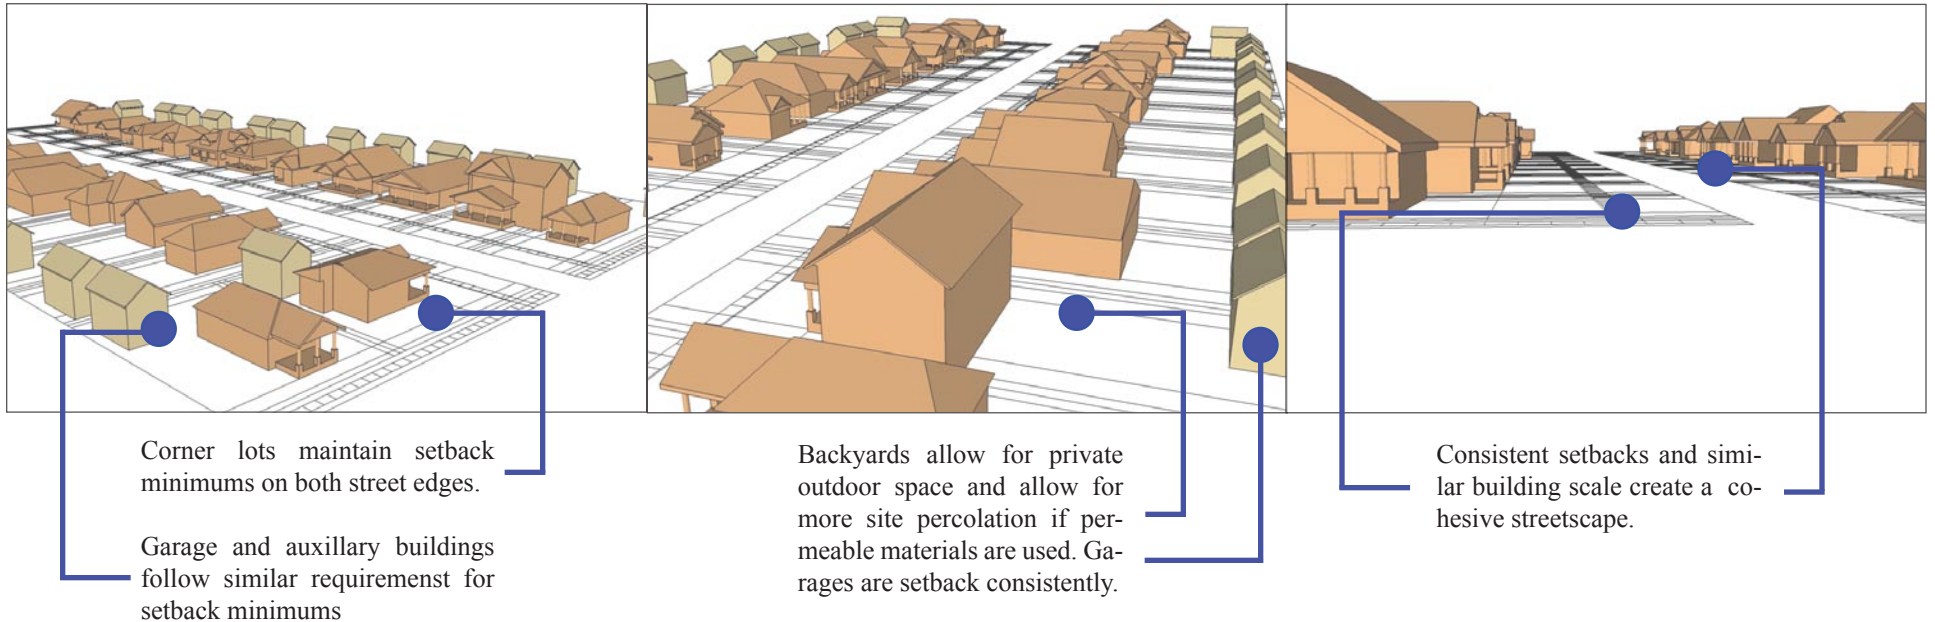 Corner lots maintain setback
minimums on both street edges.
Garage and auxillary buildings
follow similar requiremenst for
setback minimums
Backyards allow for private
outdoor space and allow for
more site percolation if per-
meable materials are used. Ga-
rages are setback consistently.
Consistent setbacks and simi-
lar building scale create a co-
hesive streetscape.